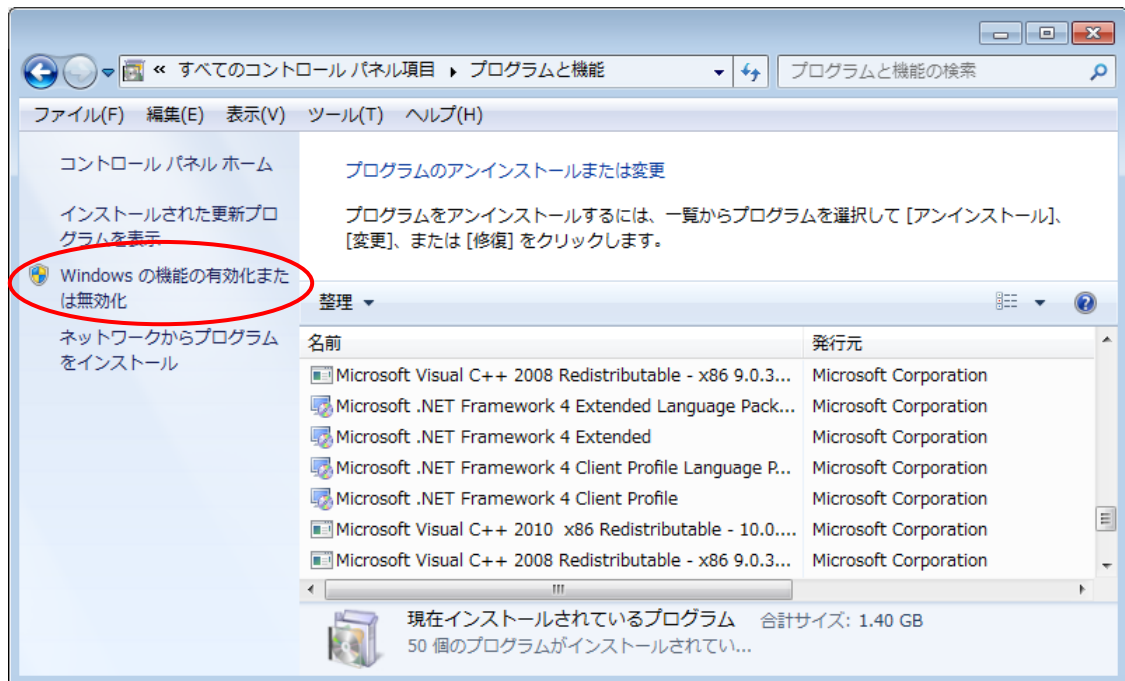 « すべてのコントロール パネル項目 ▸ プログラムと機能
プログラムと機能の検索
ファイル(F) 編集(E) 表示(V) ツール(T) ヘルプ(H)
コントロール パネル ホーム
インストールされた更新プロ
グラムを表示
Windows の機能の有効化また
は無効化
ネットワークからプログラム
をインストール
プログラムのアンインストールまたは変更
プログラムをアンインストールするには、一覧からプログラムを選択して [アンインストール]、
[変更]、または [修復] をクリックします。
整理
名前 発行元
Microsoft Visual C++ 2008 Redistributable - x86 9.0.3... Microsoft Corporation
Microsoft .NET Framework 4 Extended Language Pack... Microsoft Corporation
Microsoft .NET Framework 4 Extended Microsoft Corporation
Microsoft .NET Framework 4 Client Profile Language P... Microsoft Corporation
Microsoft .NET Framework 4 Client Profile Microsoft Corporation
Microsoft Visual C++ 2010 x86 Redistributable - 10.0.... Microsoft Corporation
Microsoft Visual C++ 2008 Redistributable - x86 9.0.3... Microsoft Corporation
現在インストールされているプログラム 合計サイズ: 1.40 GB
50 個のプログラムがインストールされてい...